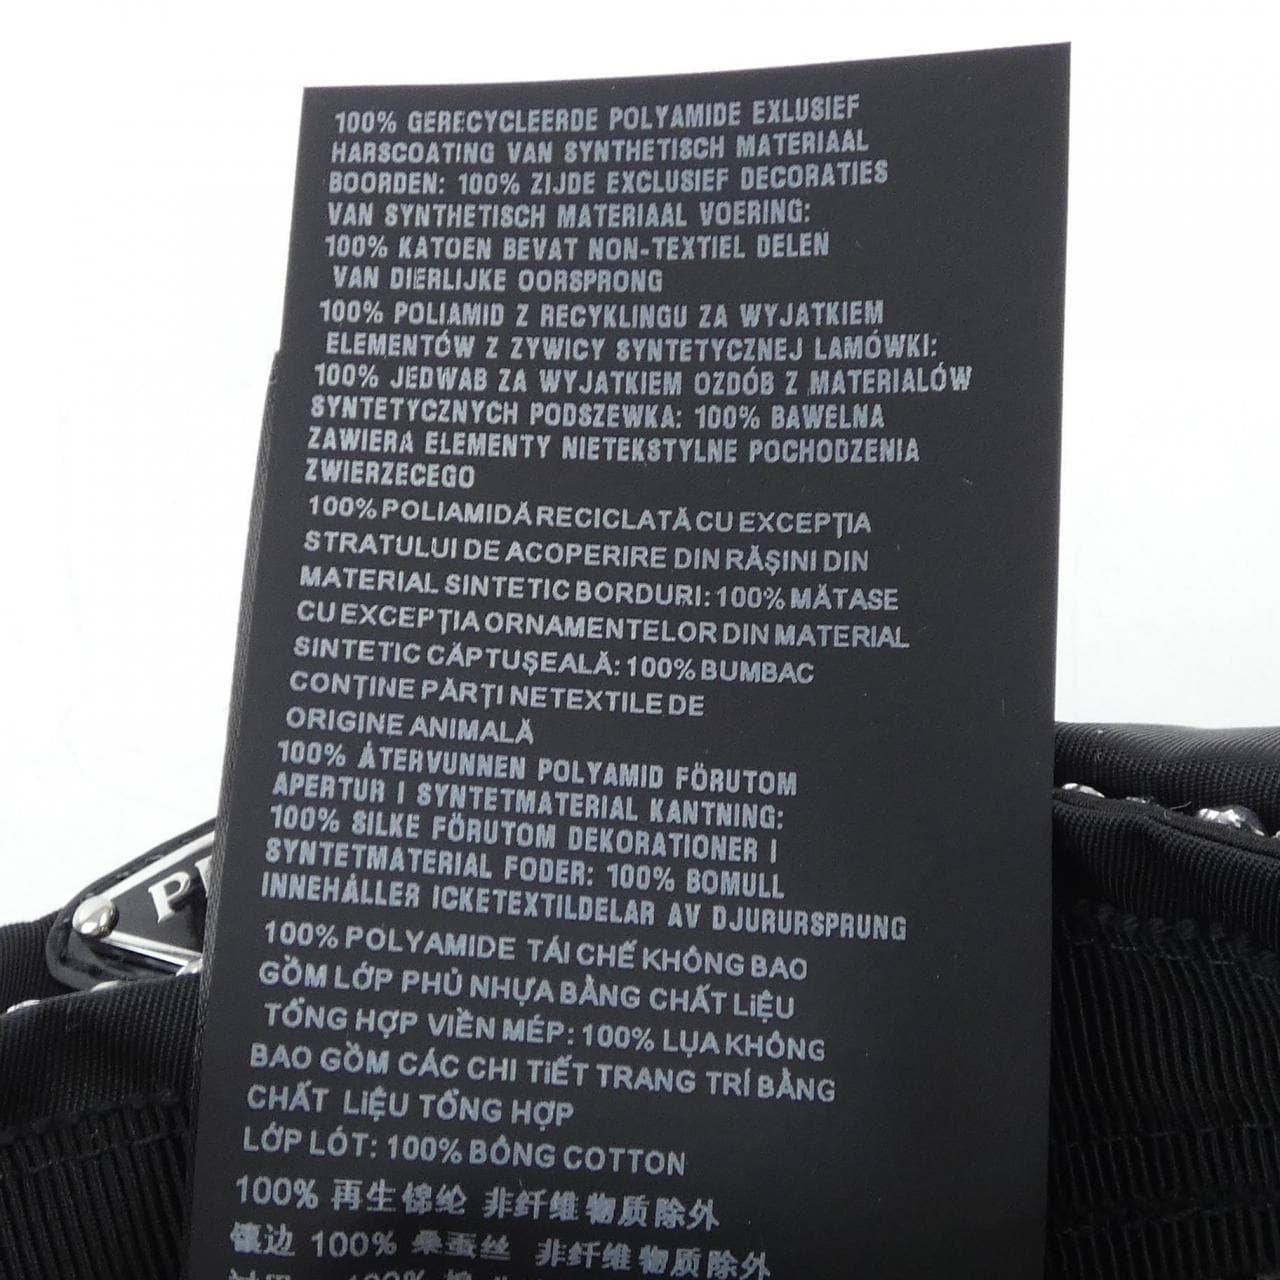 100% GERECYCLEERDE POLYAMIDE EXLUSIEF
HARSCOATING VAN SYNTHETISCH MATERIAAL
BOORDEN: 100% ZIJDE EXCLUSIEF DECORATIES
VAN SYNTHETISCH MATERIAAL VOERING:
100% KATOEN BEVAT NON-TEXTIEL DELEN
VAN DIERLIJKE OORSPRONG
100% POLIAMID Z RECYKLINGU ZA WYJATKIEM
ELEMENTÓW Z ZYWICY SYNTETYCZNEJ LAMÓWKI:
100% JEDWAB ZA WYJATKIEM OZDÓB Z MATERIALÓW
SYNTETYCZNYCH PODSZEWKA: 100% BAWELNA
ZAWIERA ELEMENTY NIETEKSTYLNE POCHODZENIA
ZWIERZECEGO
100% POLIAMIDĂ RECICLATĂ CU EXCEPȚIA
STRATULUI DE ACOPERIRE DIN RĂȘINI DIN
MATERIAL SINTETIC BORDURI: 100% MĂTASE
CU EXCEPȚIA ORNAMENTELOR DIN MATERIAL
SINTETIC CĂPTUȘEALĂ: 100% BUMBAC
CONȚINE PĂRȚI NETEXTILE DE
ORIGINE ANIMALĂ
100% ÅTERVUNNEN POLYAMID FÖRUTOM
APERTUR I SYNTETMATERIAL KANTNING:
100% SILKE FÖRUTOM DEKORATIONER I
SYNTETMATERIAL FODER: 100% BOMULL
INNEHÅLLER ICKETEXTILDELAR AV DJURURSPRUNG
100% POLYAMIDE TÁI CHẾ KHÔNG BAO
GỒM LỚP PHỦ NHỰA BẰNG CHẤT LIỆU
TỔNG HỢP VIỀN MÉP: 100% LỤA KHÔNG
BAO GỒM CÁC CHI TIẾT TRANG TRÍ BẰNG
CHẤT LIỆU TỔNG HỢP
LỚP LÓT: 100% BÔNG COTTON
100% 再生锦纶 非纤维物质除外
镶边 100% 桑蚕丝 非纤维物质除外